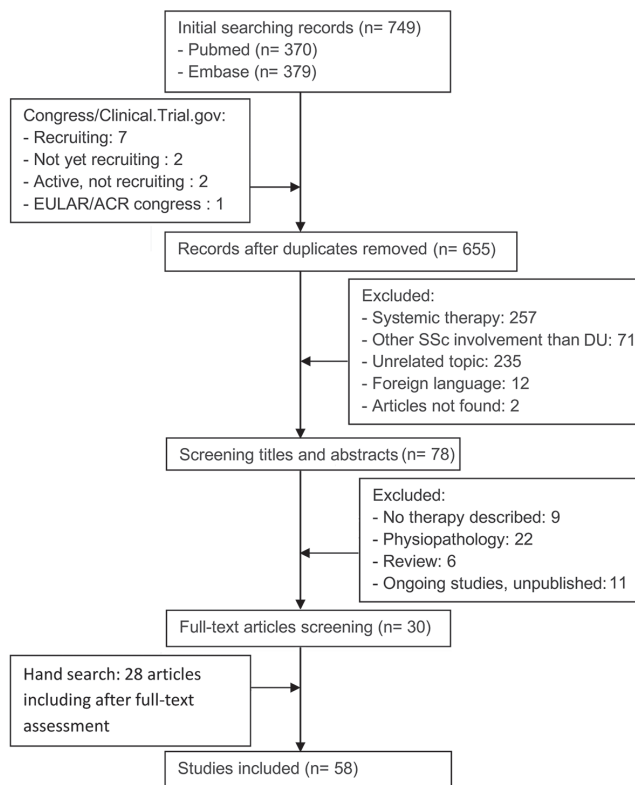 Initial searching records (n= 749)
- Pubmed (n= 370)
- Embase (n= 379)
Congress/Clinical.Trial.gov:
- Recruiting: 7
- Not yet recruiting : 2
- Active, not recruiting : 2
- EULAR/ACR congress : 1
Records after duplicates removed (n= 655)
Excluded:
- Systemic therapy: 257
- Other SSc involvement than DU: 71
- Unrelated topic: 235
- Foreign language: 12
- Articles not found: 2
Screening titles and abstracts (n= 78)
Excluded:
- No therapy described: 9
- Physiopathology: 22
- Review: 6
- Ongoing studies, unpublished: 11
Full-text articles screening (n= 30)
Hand search: 28 articles
including after full-text
assessment
Studies included (n= 58)